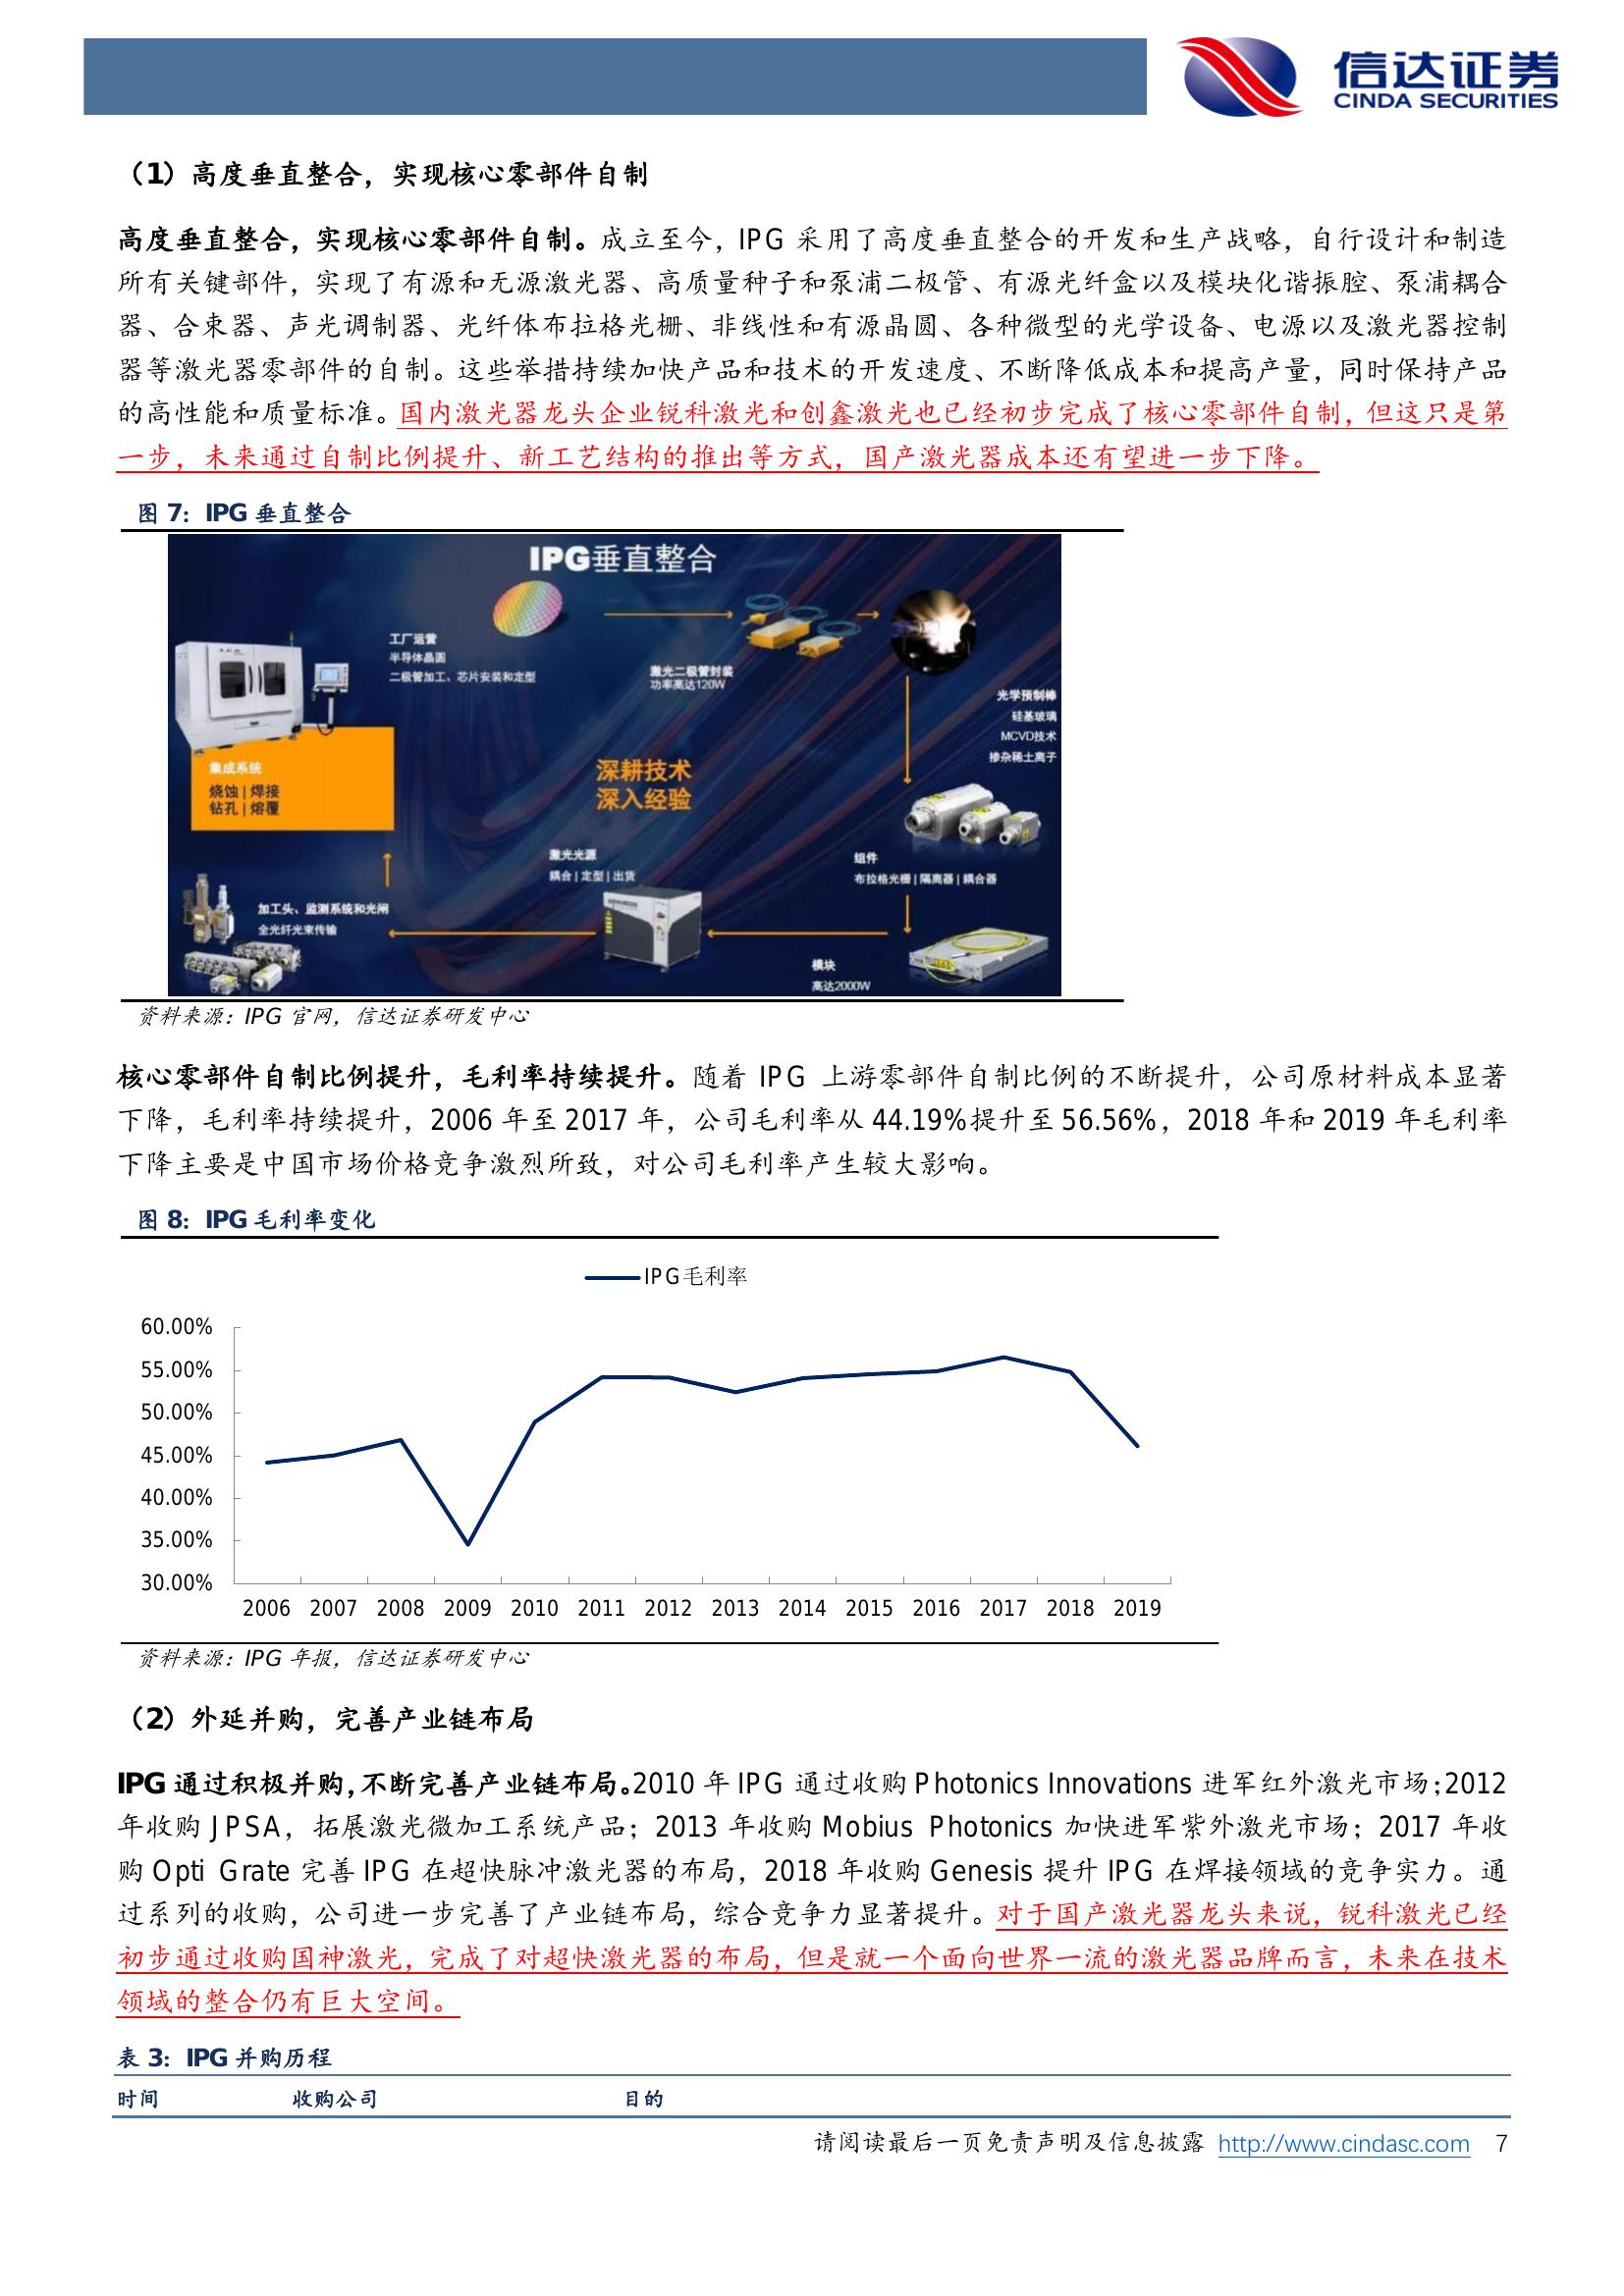 信达证券
CINDA SECURITIES
（1）高度垂直整合，实现核心零部件自制
高度垂直整合，实现核心零部件自制。成立至今，IPG 采用了高度垂直整合的开发和生产战略，自行设计和制造
所有关键部件，实现了有源和无源激光器、高质量种子和泵浦二极管、有源光纤盒以及模块化谐振腔、泵浦耦合
器、合束器、声光调制器、光纤体布拉格光栅、非线性和有源晶圆、各种微型的光学设备、电源以及激光器控制
器等激光器零部件的自制。这些举措持续加快产品和技术的开发速度、不断降低成本和提高产量，同时保持产品
的高性能和质量标准。国内激光器龙头企业锐科激光和创鑫激光也已经初步完成了核心零部件自制，但这只是第
一步，未来通过自制比例提升、新工艺结构的推出等方式，国产激光器成本还有望进一步下降。
图 7：IPG 垂直整合
IPG垂直整合
工厂运营
半导体晶圆
二极管加工、芯片安装和定型
激光二极管封装
功率高达120W
光学预制棒
硅基玻璃
MCVD技术
掺杂稀土离子
集成系统
烧蚀 | 焊接
钻孔 | 熔覆
深耕技术
深入经验
激光光源
耦合 | 定型 | 出货
组件
布拉格光栅 | 隔离器 | 耦合器
加工头、监测系统和光闸
全光纤光束传输
模块
高达2000W
资料来源：IPG 官网，信达证券研发中心
核心零部件自制比例提升，毛利率持续提升。随着 IPG 上游零部件自制比例的不断提升，公司原材料成本显著
下降，毛利率持续提升，2006 年至 2017 年，公司毛利率从 44.19%提升至 56.56%，2018 年和 2019 年毛利率
下降主要是中国市场价格竞争激烈所致，对公司毛利率产生较大影响。
图 8：IPG 毛利率变化
IPG毛利率
60.00%
55.00%
50.00%
45.00%
40.00%
35.00%
30.00%
2006 2007 2008 2009 2010 2011 2012 2013 2014 2015 2016 2017 2018 2019
资料来源：IPG 年报，信达证券研发中心
（2）外延并购，完善产业链布局
IPG 通过积极并购，不断完善产业链布局。2010 年 IPG 通过收购 Photonics Innovations 进军红外激光市场；2012
年收购 JPSA，拓展激光微加工系统产品；2013 年收购 Mobius Photonics 加快进军紫外激光市场；2017 年收
购 Opti Grate 完善 IPG 在超快脉冲激光器的布局，2018 年收购 Genesis 提升 IPG 在焊接领域的竞争实力。通
过系列的收购，公司进一步完善了产业链布局，综合竞争力显著提升。对于国产激光器龙头来说，锐科激光已经
初步通过收购国神激光，完成了对超快激光器的布局，但是就一个面向世界一流的激光器品牌而言，未来在技术
领域的整合仍有巨大空间。
表 3：IPG 并购历程
时间 收购公司 目的
请阅读最后一页免责声明及信息披露 http://www.cindasc.com 7